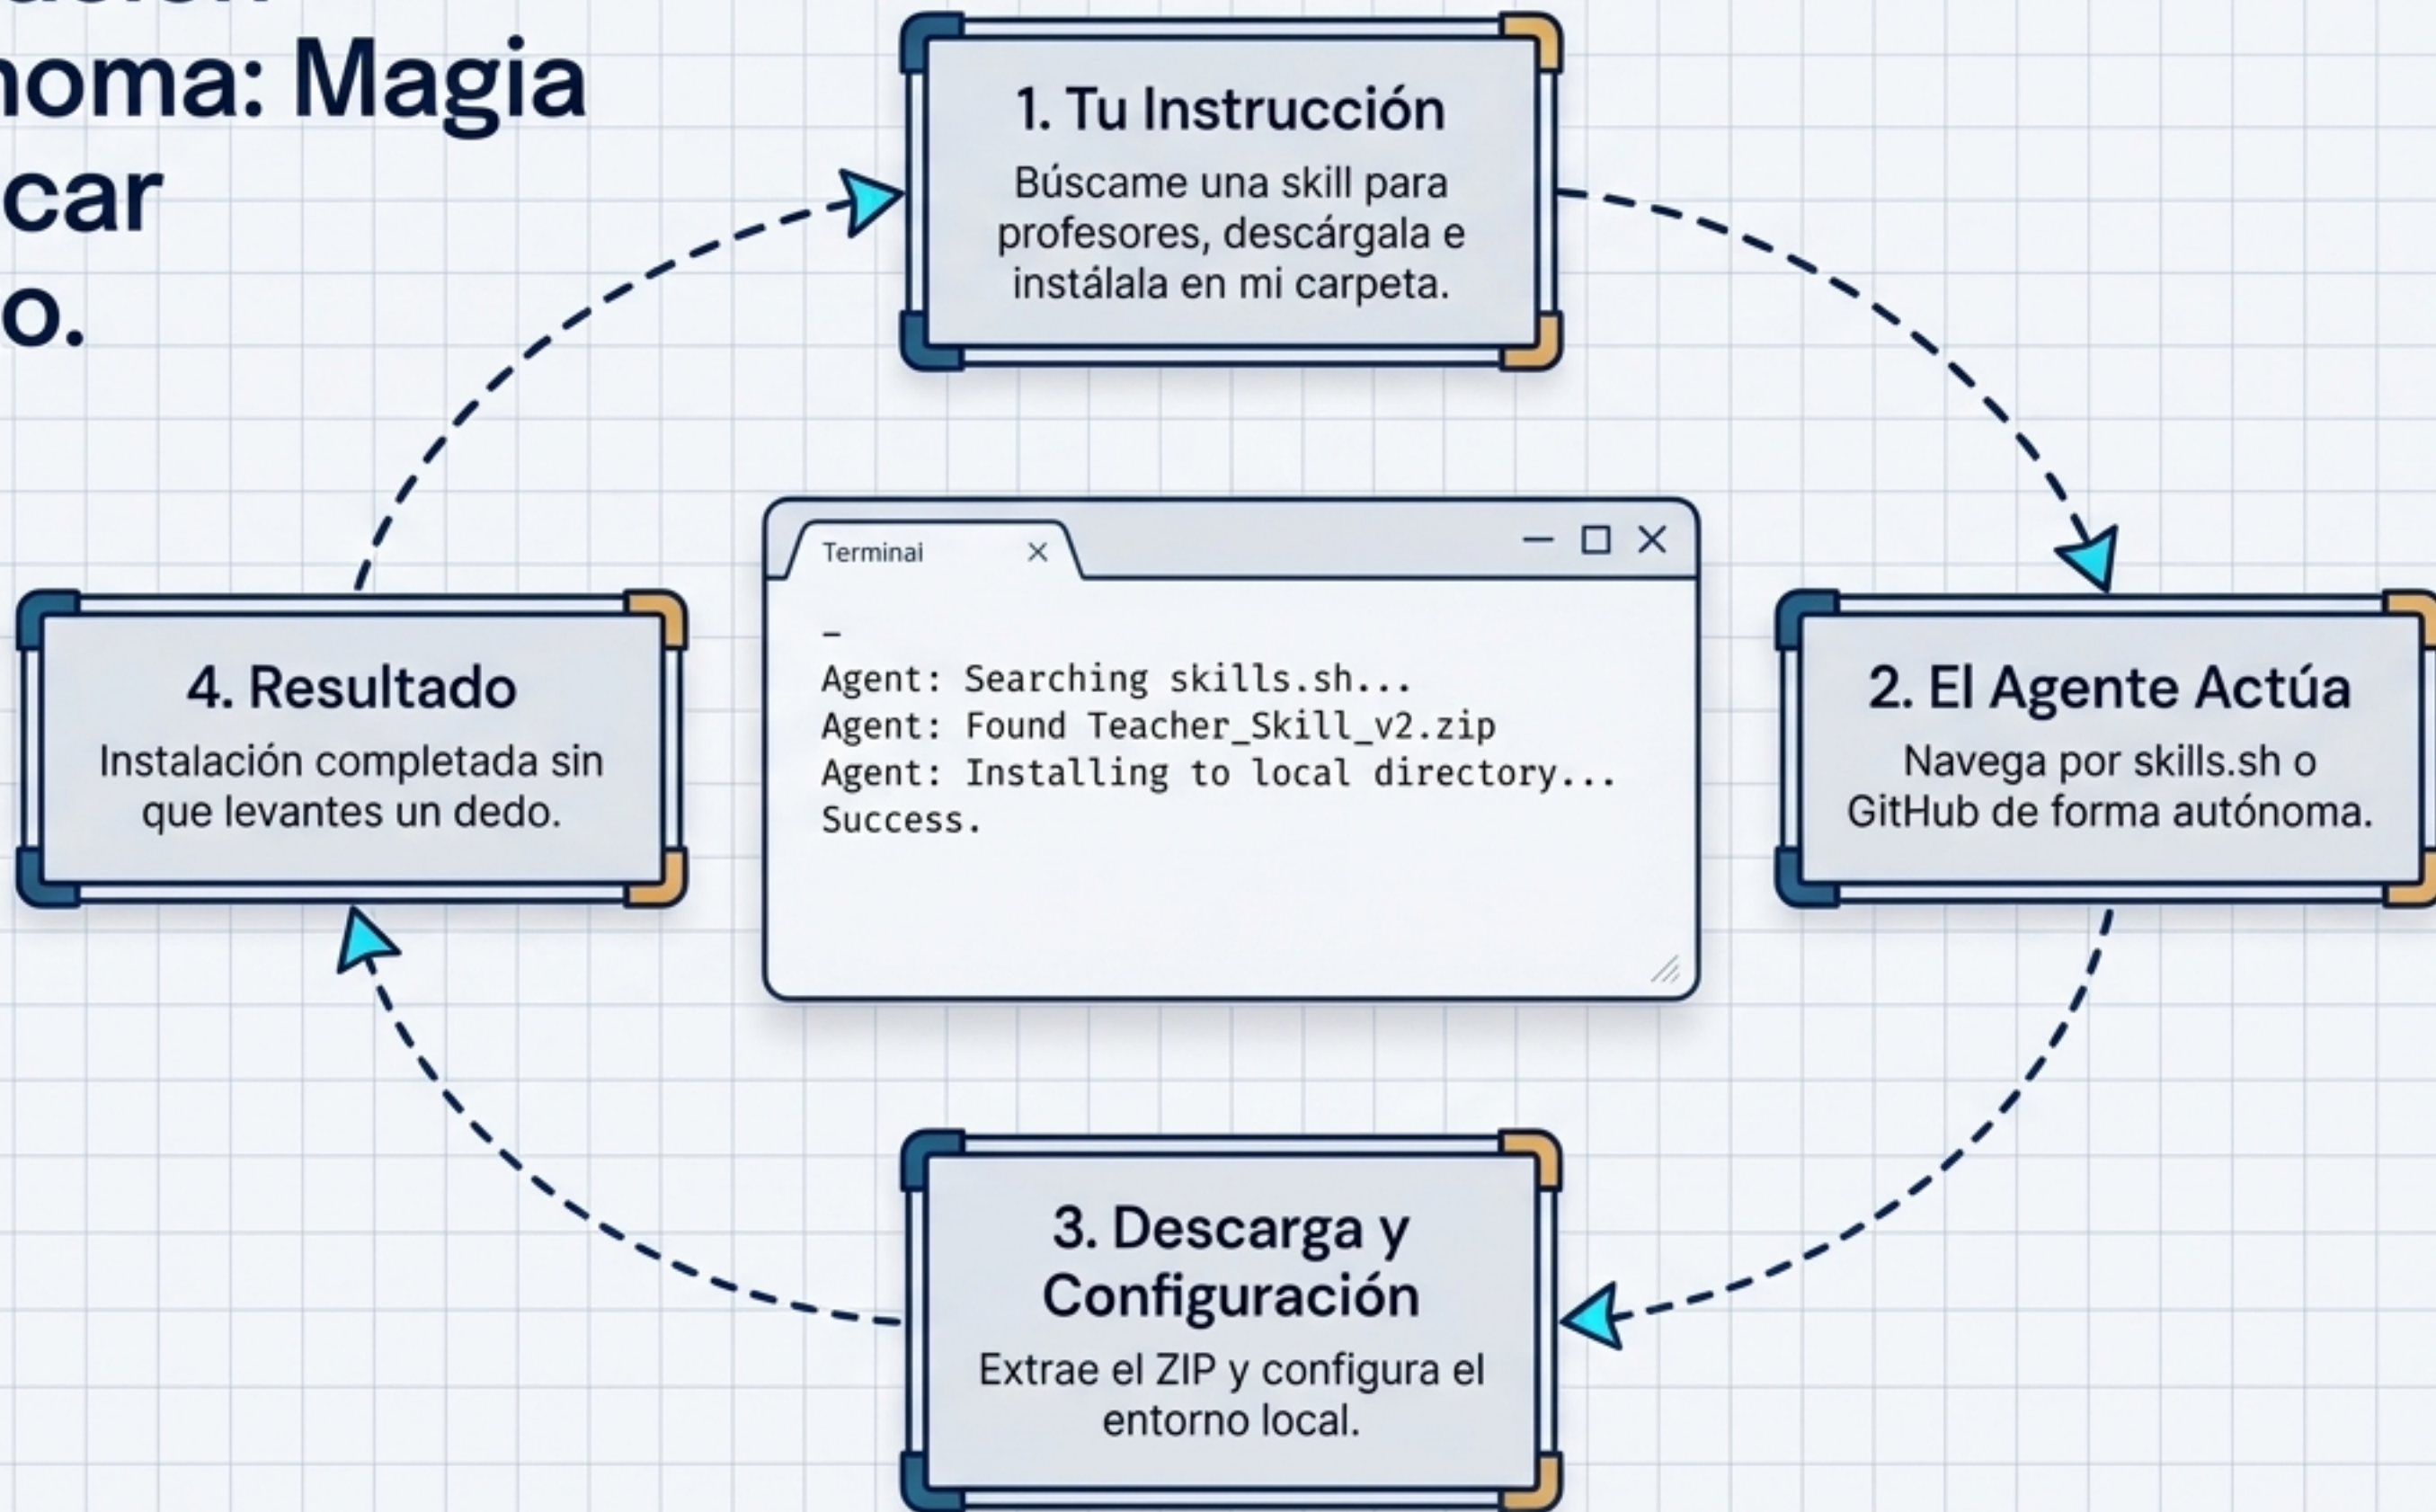 noma: Magia
car
o.
1. Tu Instrucción
Búscame una skill para
profesores, descárgala e
instálala en mi carpeta.
Terminai
–
Agent: Searching skills.sh...
Agent: Found Teacher_Skill_v2.zip
Agent: Installing to local directory...
Success.
2. El Agente Actúa
Navega por skills.sh o
GitHub de forma autónoma.
3. Descarga y
Configuración
Extrae el ZIP y configura el
entorno local.
4. Resultado
Instalación completada sin
que levantes un dedo.